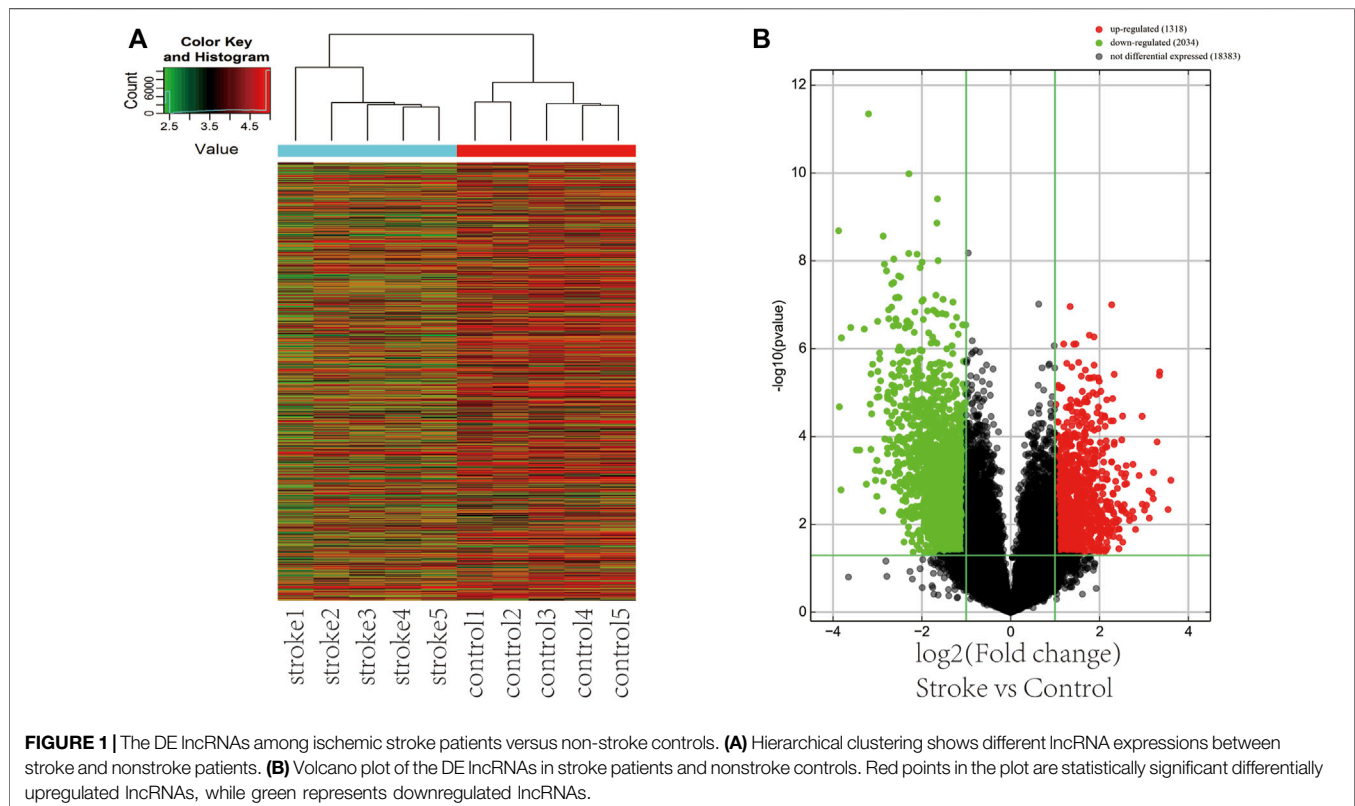 A
Color Key
and Histogram
Count
0 6000
2.5 3.5 4.5
Value
stroke1
stroke2
stroke3
stroke4
stroke5
control1
control2
control3
control4
control5
B
up-regulated (1318)
down-regulated (2034)
not differential expressed (18383)
12
10
8
6
4
2
0
-log10(pvalue)
−4 −2 0 2 4
log2(Fold change)
Stroke vs Control
FIGURE 1 | The DE lncRNAs among ischemic stroke patients versus non-stroke controls. (A) Hierarchical clustering shows different lncRNA expressions between
stroke and nonstroke patients. (B) Volcano plot of the DE lncRNAs in stroke patients and nonstroke controls. Red points in the plot are statistically significant differentially
upregulated lncRNAs, while green represents downregulated lncRNAs.